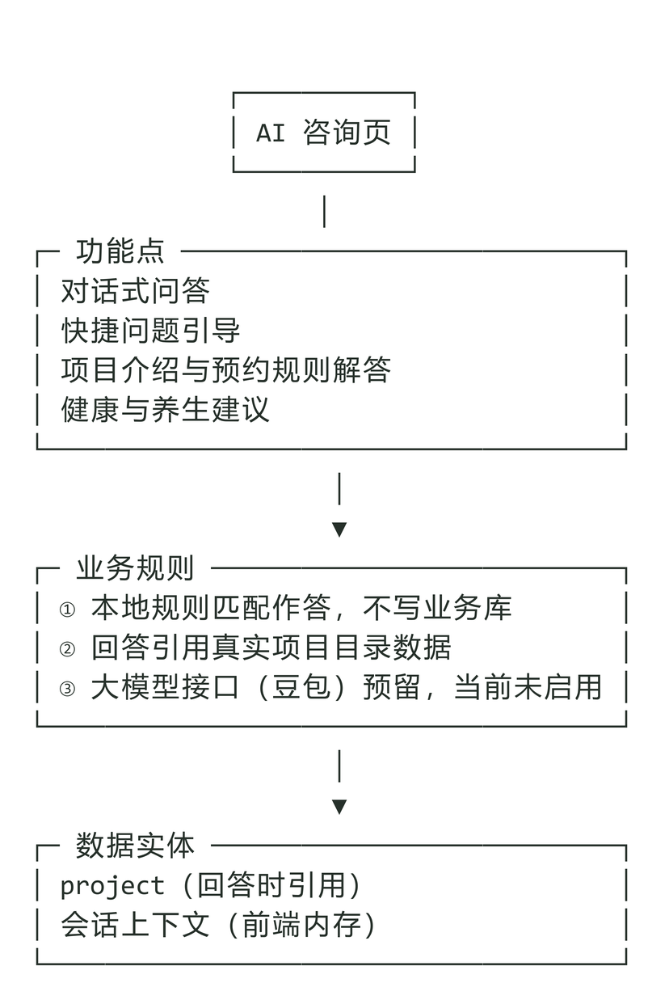 AI 咨询页
功能点
对话式问答
快捷问题引导
项目介绍与预约规则解答
健康与养生建议
业务规则
① 本地规则匹配作答，不写业务库
② 回答引用真实项目目录数据
③ 大模型接口（豆包）预留，当前未启用
数据实体
project（回答时引用）
会话上下文（前端内存）